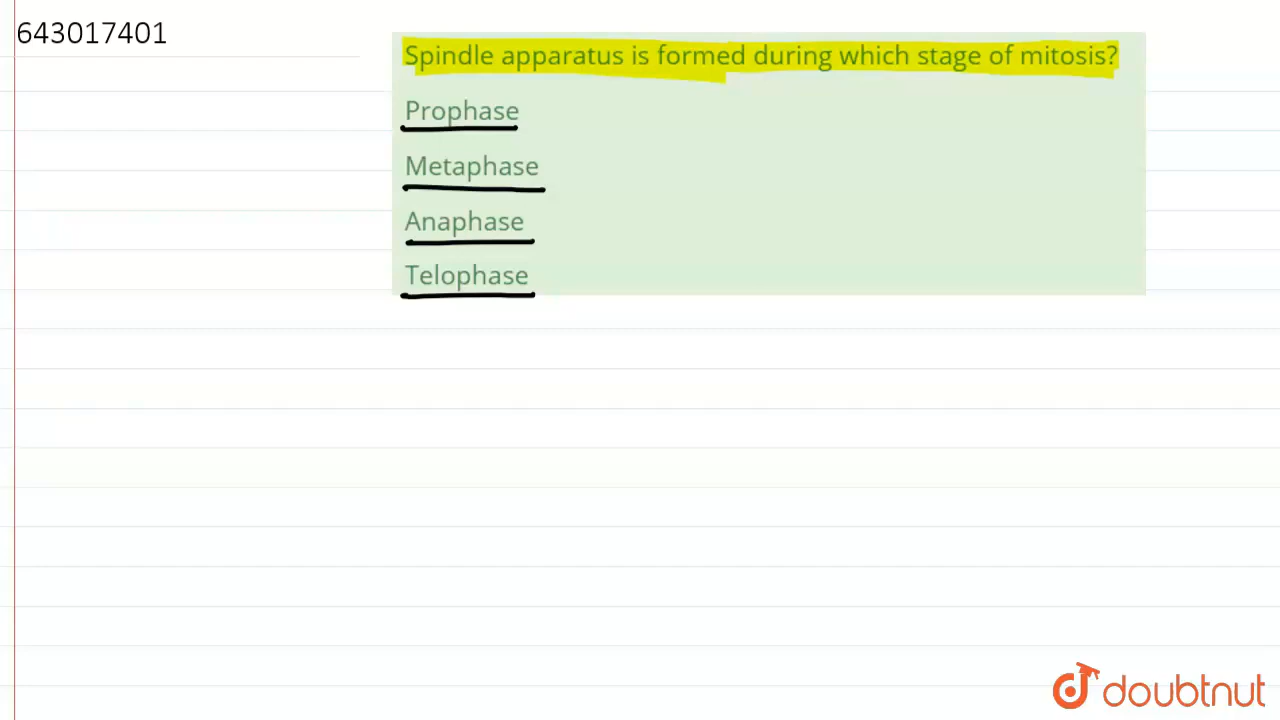 643017401
Spindle apparatus is formed during which stage of mitosis?
Prophase
Metaphase
Anaphase
Telophase
doubtnut